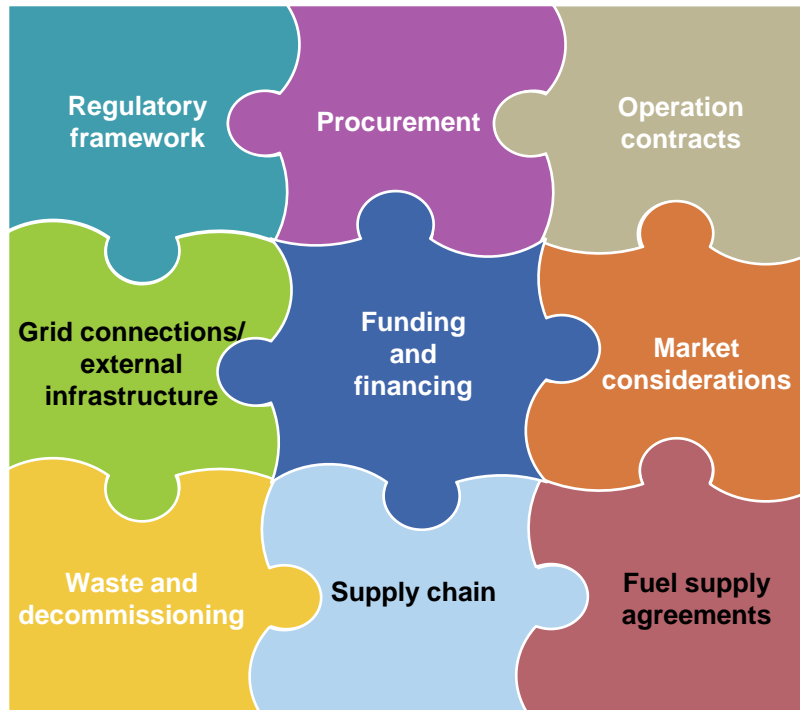 Regulatory
framework
Procurement
Operation
contracts
Grid connections/
external
infrastructure
Funding
and
financing
Market
considerations
Waste and
decommissioning
Supply chain
Fuel supply
agreements